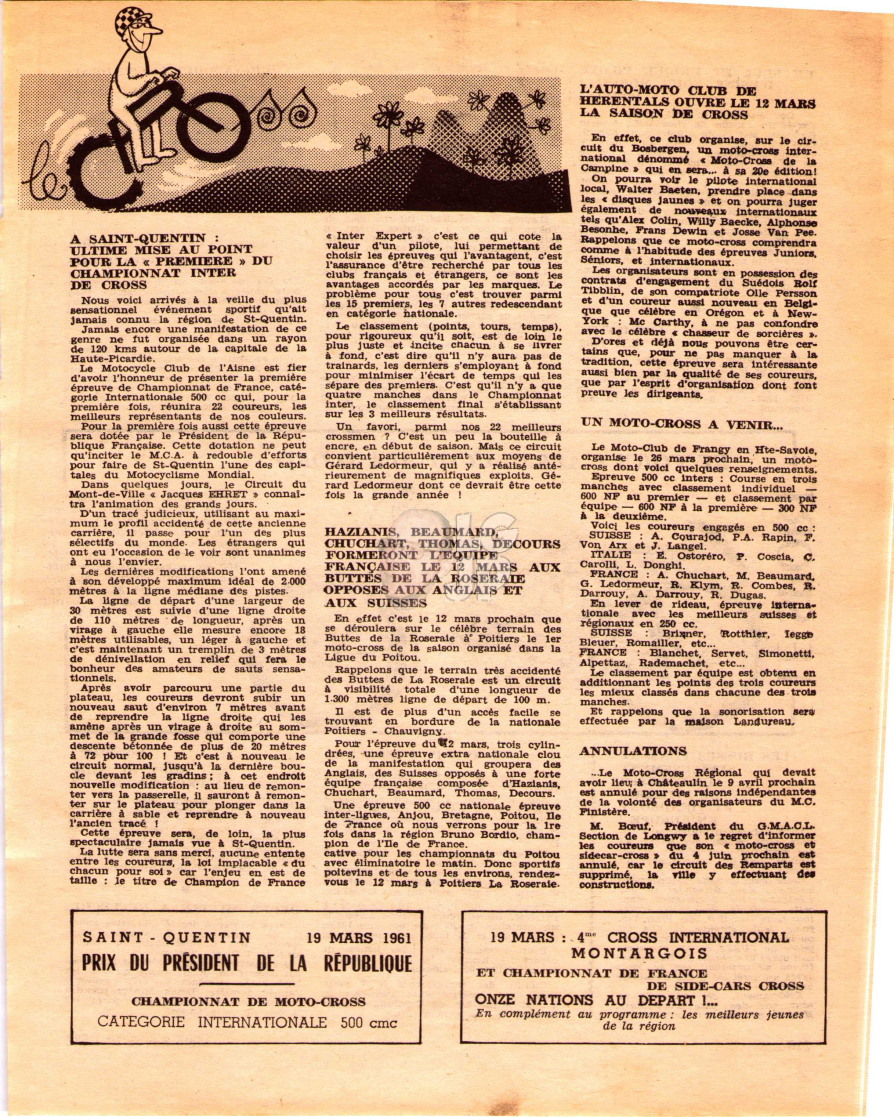 le CROSS
A SAINT-QUENTIN :
ULTIME MISE AU POINT
POUR LA « PREMIERE » DU
CHAMPIONNAT INTER
DE CROSS
Nous voici arrivés à la veille du plus
sensationnel événement sportif qu'ait
jamais connu la région de St-Quentin.
Jamais encore une manifestation de ce
genre ne fut organisée dans un rayon
de 120 kms autour de la capitale de la
Haute-Picardie.
Le Motocycle Club de l'Aisne est fier
d'avoir l'honneur de présenter la première
épreuve de Championnat de France, caté-
gorie Internationale 500 cc qui, pour la
première fois, réunira 22 coureurs, les
meilleurs représentants de nos couleurs.
Pour la première fois aussi cette épreuve
sera dotée par le Président de la Répu-
blique Française. Cette dotation ne peut
qu'inciter le M.C.A. à redouble d'efforts
pour faire de St-Quentin l'une des capi-
tales du Motocyclisme Mondial.
Dans quelques jours, le Circuit du
Mont-de-Ville « Jacques EHRET » connaî-
tra l'animation des grands jours.
D'un tracé judicieux, utilisant au maxi-
mum le profil accidenté de cette ancienne
carrière, il passe pour l'un des plus
sélectifs du monde. Les étrangers qui
ont eu l'occasion de le voir sont unanimes
à nous l'envier.
Les dernières modifications l'ont amené
à son développé maximum idéal de 2.000
mètres à la ligne médiane des pistes.
La ligne de départ d'une largeur de
30 mètres est suivie d'une ligne droite
de 110 mètres de longueur, après un
virage à gauche elle mesure encore 18
mètres utilisables, un léger à gauche et
c'est maintenant un tremplin de 3 mètres
de dénivellation en relief qui fera le
bonheur des amateurs de sauts sensa-
tionnels.
Après avoir parcouru une partie du
plateau, les coureurs devront subir un
nouveau saut d'environ 7 mètres avant
de reprendre la ligne droite qui les
amène après un virage à droite au som-
met de la grande fosse qui comporte une
descente bétonnée de plus de 20 mètres
à 72 pour 100 ! Et c'est à nouveau le
circuit normal, jusqu'à la dernière bou-
cle devant les gradins ; à cet endroit
nouvelle modification : au lieu de remon-
ter vers la passerelle, il sauront à remon-
ter sur le plateau pour plonger dans la
carrière à sable et reprendre à nouveau
l'ancien tracé !
Cette épreuve sera, de loin, la plus
spectaculaire jamais vue à St-Quentin.
La lutte sera sans merci, aucune entente
entre les coureurs, la loi implacable « du
chacun pour soi » car l'enjeu en est de
taille : le titre de Champion de France
« Inter Expert » c'est ce qui cote la
valeur d'un pilote, lui permettant de
choisir les épreuves qui l'avantagent, c'est
l'assurance d'être recherché par tous les
clubs français et étrangers, ce sont les
avantages accordés par les marques. Le
problème pour tous c'est trouver parmi
les 15 premiers, les 7 autres redescendant
en catégorie nationale.
Le classement (points, tours, temps),
pour rigoureux qu'il soit, est de loin le
plus juste et incite chacun à se livrer
à fond, c'est dire qu'il n'y aura pas de
trainards, les derniers s'employant à fond
pour minimiser l'écart de temps qui les
sépare des premiers. C'est qu'il n'y a que
quatre manches dans le Championnat
inter, le classement final s'établissant
sur les 3 meilleurs résultats.
Un favori, parmi nos 22 meilleurs
crossmen ? C'est un peu la bouteille à
encre, en début de saison. Mais ce circuit
convient particulièrement aux moyens de
Gérard Ledormeur, qui y a réalisé anté-
rieurement de magnifiques exploits. Gé-
rard Ledormeur dont ce devrait être cette
fois la grande année !
HAZIANIS, BEAUMARD,
CHUCHART, THOMAS, DECOURS
FORMERONT L'EQUIPE
FRANÇAISE LE 12 MARS AUX
BUTTES DE LA ROSERAIE
OPPOSES AUX ANGLAIS ET
AUX SUISSES
En effet c'est le 12 mars prochain que
se déroulera sur le célèbre terrain des
Buttes de la Roseraie à Poitiers le 1er
moto-cross de la saison organisé dans la
Ligue du Poitou.
Rappelons que le terrain très accidenté
des Buttes de La Roseraie est un circuit
à visibilité totale d'une longueur de
1.300 mètres ligne de départ de 100 m.
Il est de plus d'un accès facile se
trouvant en bordure de la nationale
Poitiers - Chauvigny.
Pour l'épreuve du 12 mars, trois cylin-
drées, une épreuve extra nationale clou
de la manifestation qui groupera des
Anglais, des Suisses opposés à une forte
équipe française composée d'Hazianis,
Chuchart, Beaumard, Thomas, Decours.
Une épreuve 500 cc nationale épreuve
inter-ligues, Anjou, Bretagne, Poitou, Ile
de France où nous verrons pour la 1re
fois dans la région Bruno Bordio, cham-
pion de l'Ile de France.
cative pour les championnats du Poitou
avec éliminatoire le matin. Donc sportifs
poitevins et de tous les environs, rendez-
vous le 12 mars à Poitiers La Roseraie.
L'AUTO-MOTO CLUB DE
HERENTALS OUVRE LE 12 MARS
LA SAISON DE CROSS
En effet, ce club organise, sur le cir-
cuit du Bosbergen, un moto-cross inter-
national dénommé « Moto-Cross de la
Campine » qui en sera... à sa 20e édition!
On pourra voir le pilote international
local, Walter Baeten, prendre place dans
les « disques jaunes » et on pourra juger
également de nouveaux internationaux
tels qu'Alex Colin, Willy Baecke, Alphonse
Besonhe, Frans Dewin et Josse Van Pee.
Rappelons que ce moto-cross comprendra
comme à l'habitude des épreuves Juniors,
Séniors, et internationaux.
Les organisateurs sont en possession des
contrats d'engagement du Suédois Rolf
Tibblin, de son compatriote Olle Persson
et d'un coureur aussi nouveau en Belgi-
que que célèbre en Orégon et à New-
York : Mc Carthy, à ne pas confondre
avec le célèbre « chasseur de sorcières ».
D'ores et déjà nous pouvons être cer-
tains que, pour ne pas manquer à la
tradition, cette épreuve sera intéressante
aussi bien par la qualité de ses coureurs,
que par l'esprit d'organisation dont font
preuve les dirigeants.
UN MOTO-CROSS A VENIR...
Le Moto-Club de Frangy en Hte-Savoie,
organise le 26 mars prochain, un moto-
cross dont voici quelques renseignements.
Epreuve 500 cc inters : Course en trois
manches avec classement individuel —
600 NF au premier — et classement par
équipe — 600 NF à la première — 300 NF
à la deuxième.
Voici les coureurs engagés en 500 cc :
SUISSE : A. Courajod, P.A. Rapin, F.
Von Arx et J. Langel.
ITALIE : E. Ostoréro, P. Coscia, C.
Carolli, L. Donghi.
FRANCE : A. Chuchart, M. Beaumard,
G. Ledormeur, R. Klym, R. Combes, R.
Darrouy, A. Darrouy, R. Dugas.
En lever de rideau, épreuve interna-
tionale avec les meilleurs suisses et
régionaux en 250 cc.
SUISSE : Brixner, Rotthier, Ieggs
Bleuer, Romailler, etc...
FRANCE : Blanchet, Servet, Simonetti,
Alpettaz, Rademachet, etc...
Le classement par équipe est obtenu en
additionnant les points des trois coureurs
les mieux classés dans chacune des trois
manches.
Et rappelons que la sonorisation sera
effectuée par la maison Landureau.
ANNULATIONS
...Le Moto-Cross Régional qui devait
avoir lieu à Châteaulin le 9 avril prochain
est annulé pour des raisons indépendantes
de la volonté des organisateurs du M.C.
Finistère.
M. Bœuf, Président du G.M.A.C.L.
Section de Longwy a le regret d'informer
les coureurs que son « moto-cross et
sidecar-cross » du 4 juin prochain est
annulé, car le circuit des Remparts est
supprimé, la ville y effectuant des
constructions.
SAINT - QUENTIN 19 MARS 1961
PRIX DU PRÉSIDENT DE LA RÉPUBLIQUE
CHAMPIONNAT DE MOTO-CROSS
CATEGORIE INTERNATIONALE 500 cmc
19 MARS : 4me CROSS INTERNATIONAL
MONTARGOIS
ET CHAMPIONNAT DE FRANCE
DE SIDE-CARS CROSS
ONZE NATIONS AU DEPART !...
En complément au programme : les meilleurs jeunes
de la région